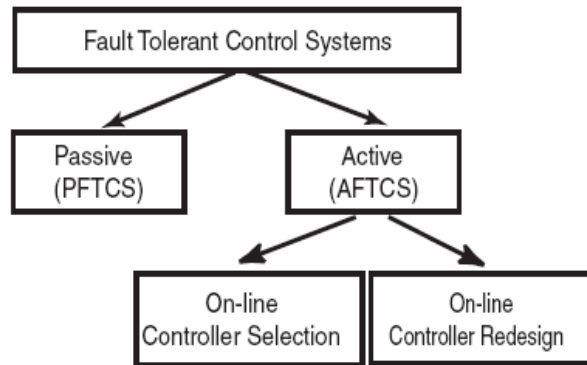 Fault Tolerant Control Systems
Passive
(PFTCS)
Active
(AFTCS)
On-line
Controller Selection
On-line
Controller Redesign